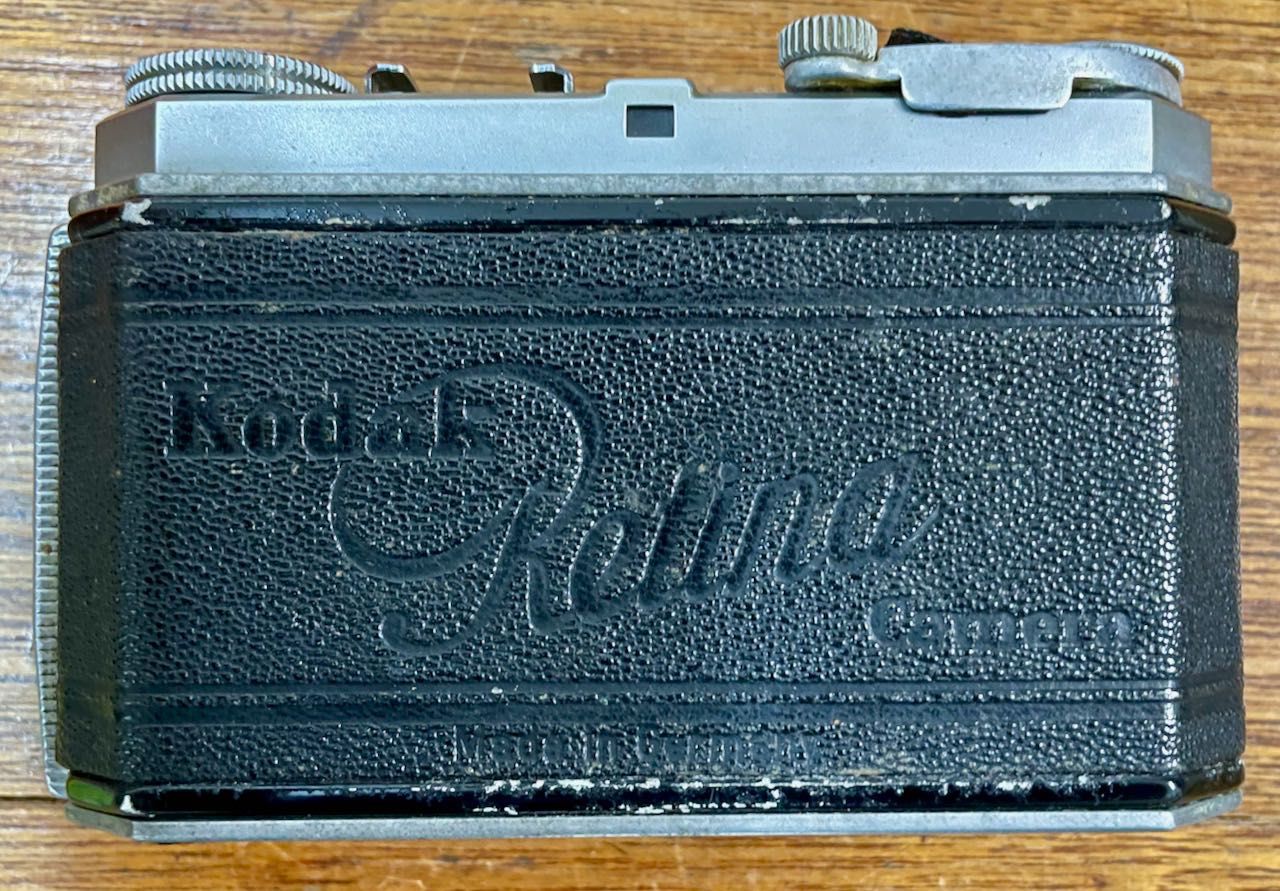 Kodak
Retina
Camera
Made in Germany